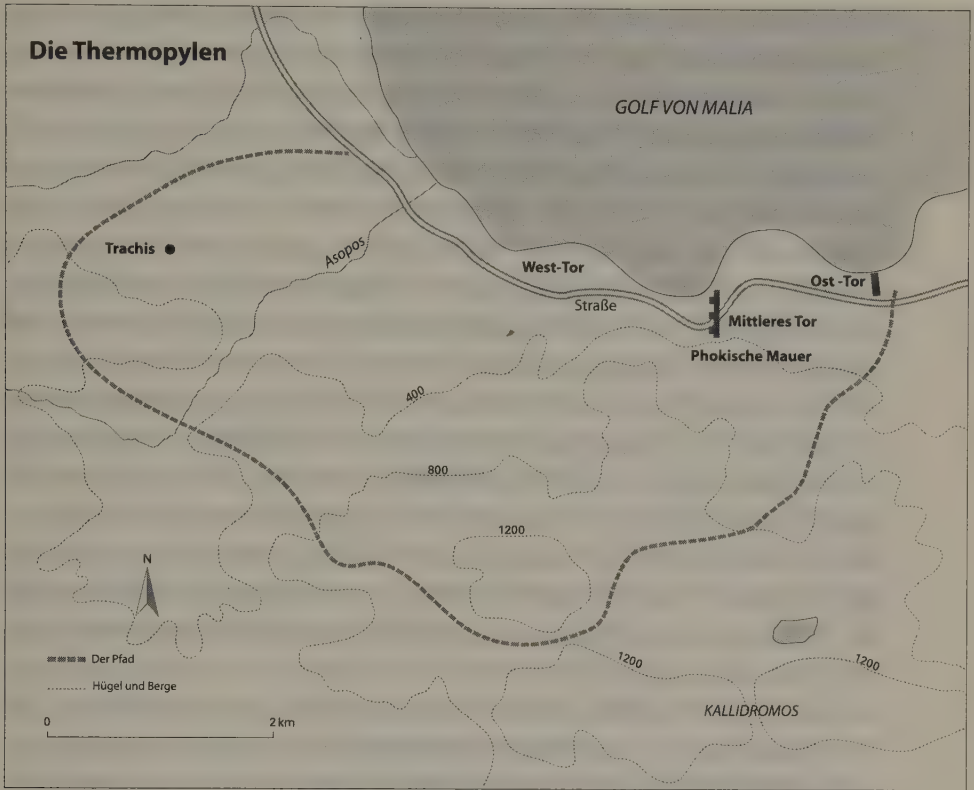 Die Thermopylen
GOLF VON MALIA
Trachis
Asopos
West-Tor
Straße
Ost -Tor
Mittleres Tor
Phokische Mauer
400
800
1200
N
1200
1200
KALLIDROMOS
Der Pfad
Hügel und Berge
0
2 km